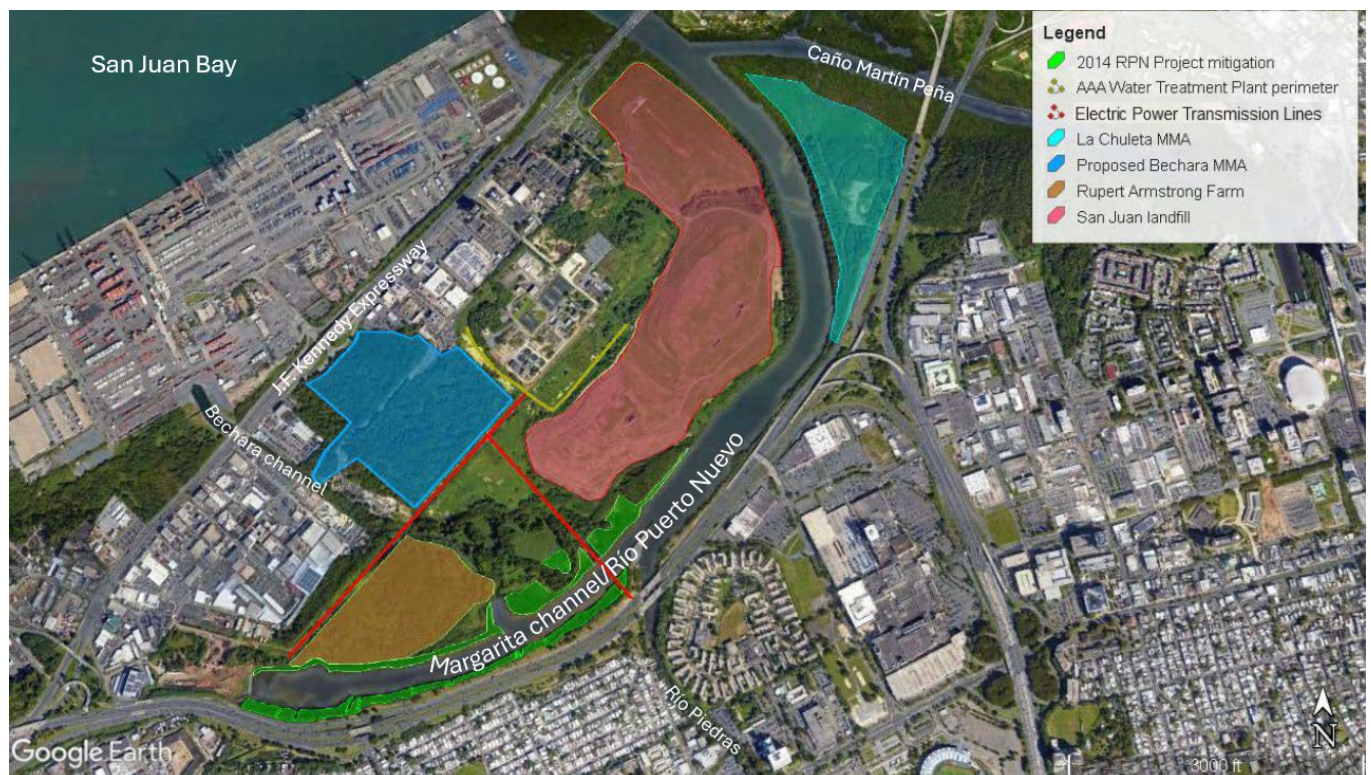 San Juan Bay
Caño Martín Peña
Legend
2014 RPN Project mitigation
AAA Water Treatment Plant perimeter
Electric Power Transmission Lines
La Chuleta MMA
Proposed Bechara MMA
Rupert Armstrong Farm
San Juan landfill
J.F. Kennedy Expressway
Bechara channel
Margarita channel/Río Puerto Nuevo
Río Piedras
Google Earth
N
3000 ft